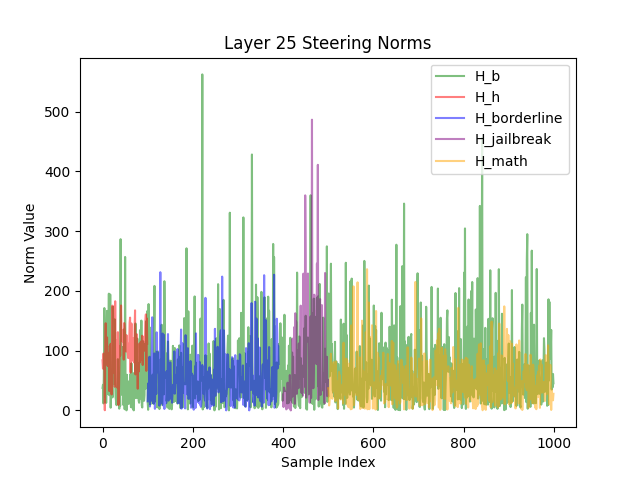 Layer 25 Steering Norms
H_b
H_h
H_borderline
H_jailbreak
H_math
Norm Value
500
400
300
200
100
0
0 200 400 600 800 1000
Sample Index